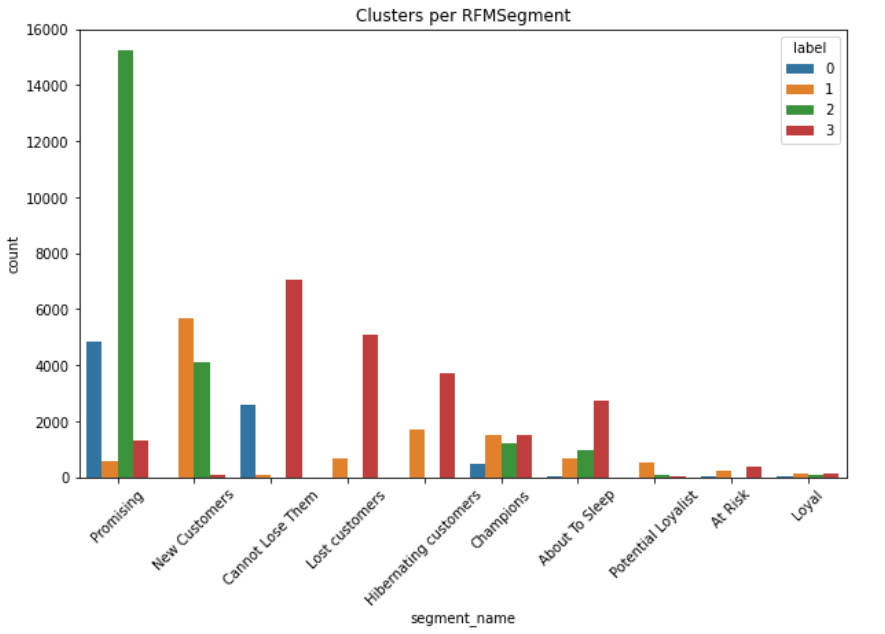 Clusters per RFMSegment
label
0
1
2
3
16000
14000
12000
10000
8000
6000
4000
2000
0
count
Promising
New Customers
Cannot Lose Them
Lost customers
Hibernating customers
Champions
About To Sleep
Potential Loyalist
At Risk
Loyal
segment_name